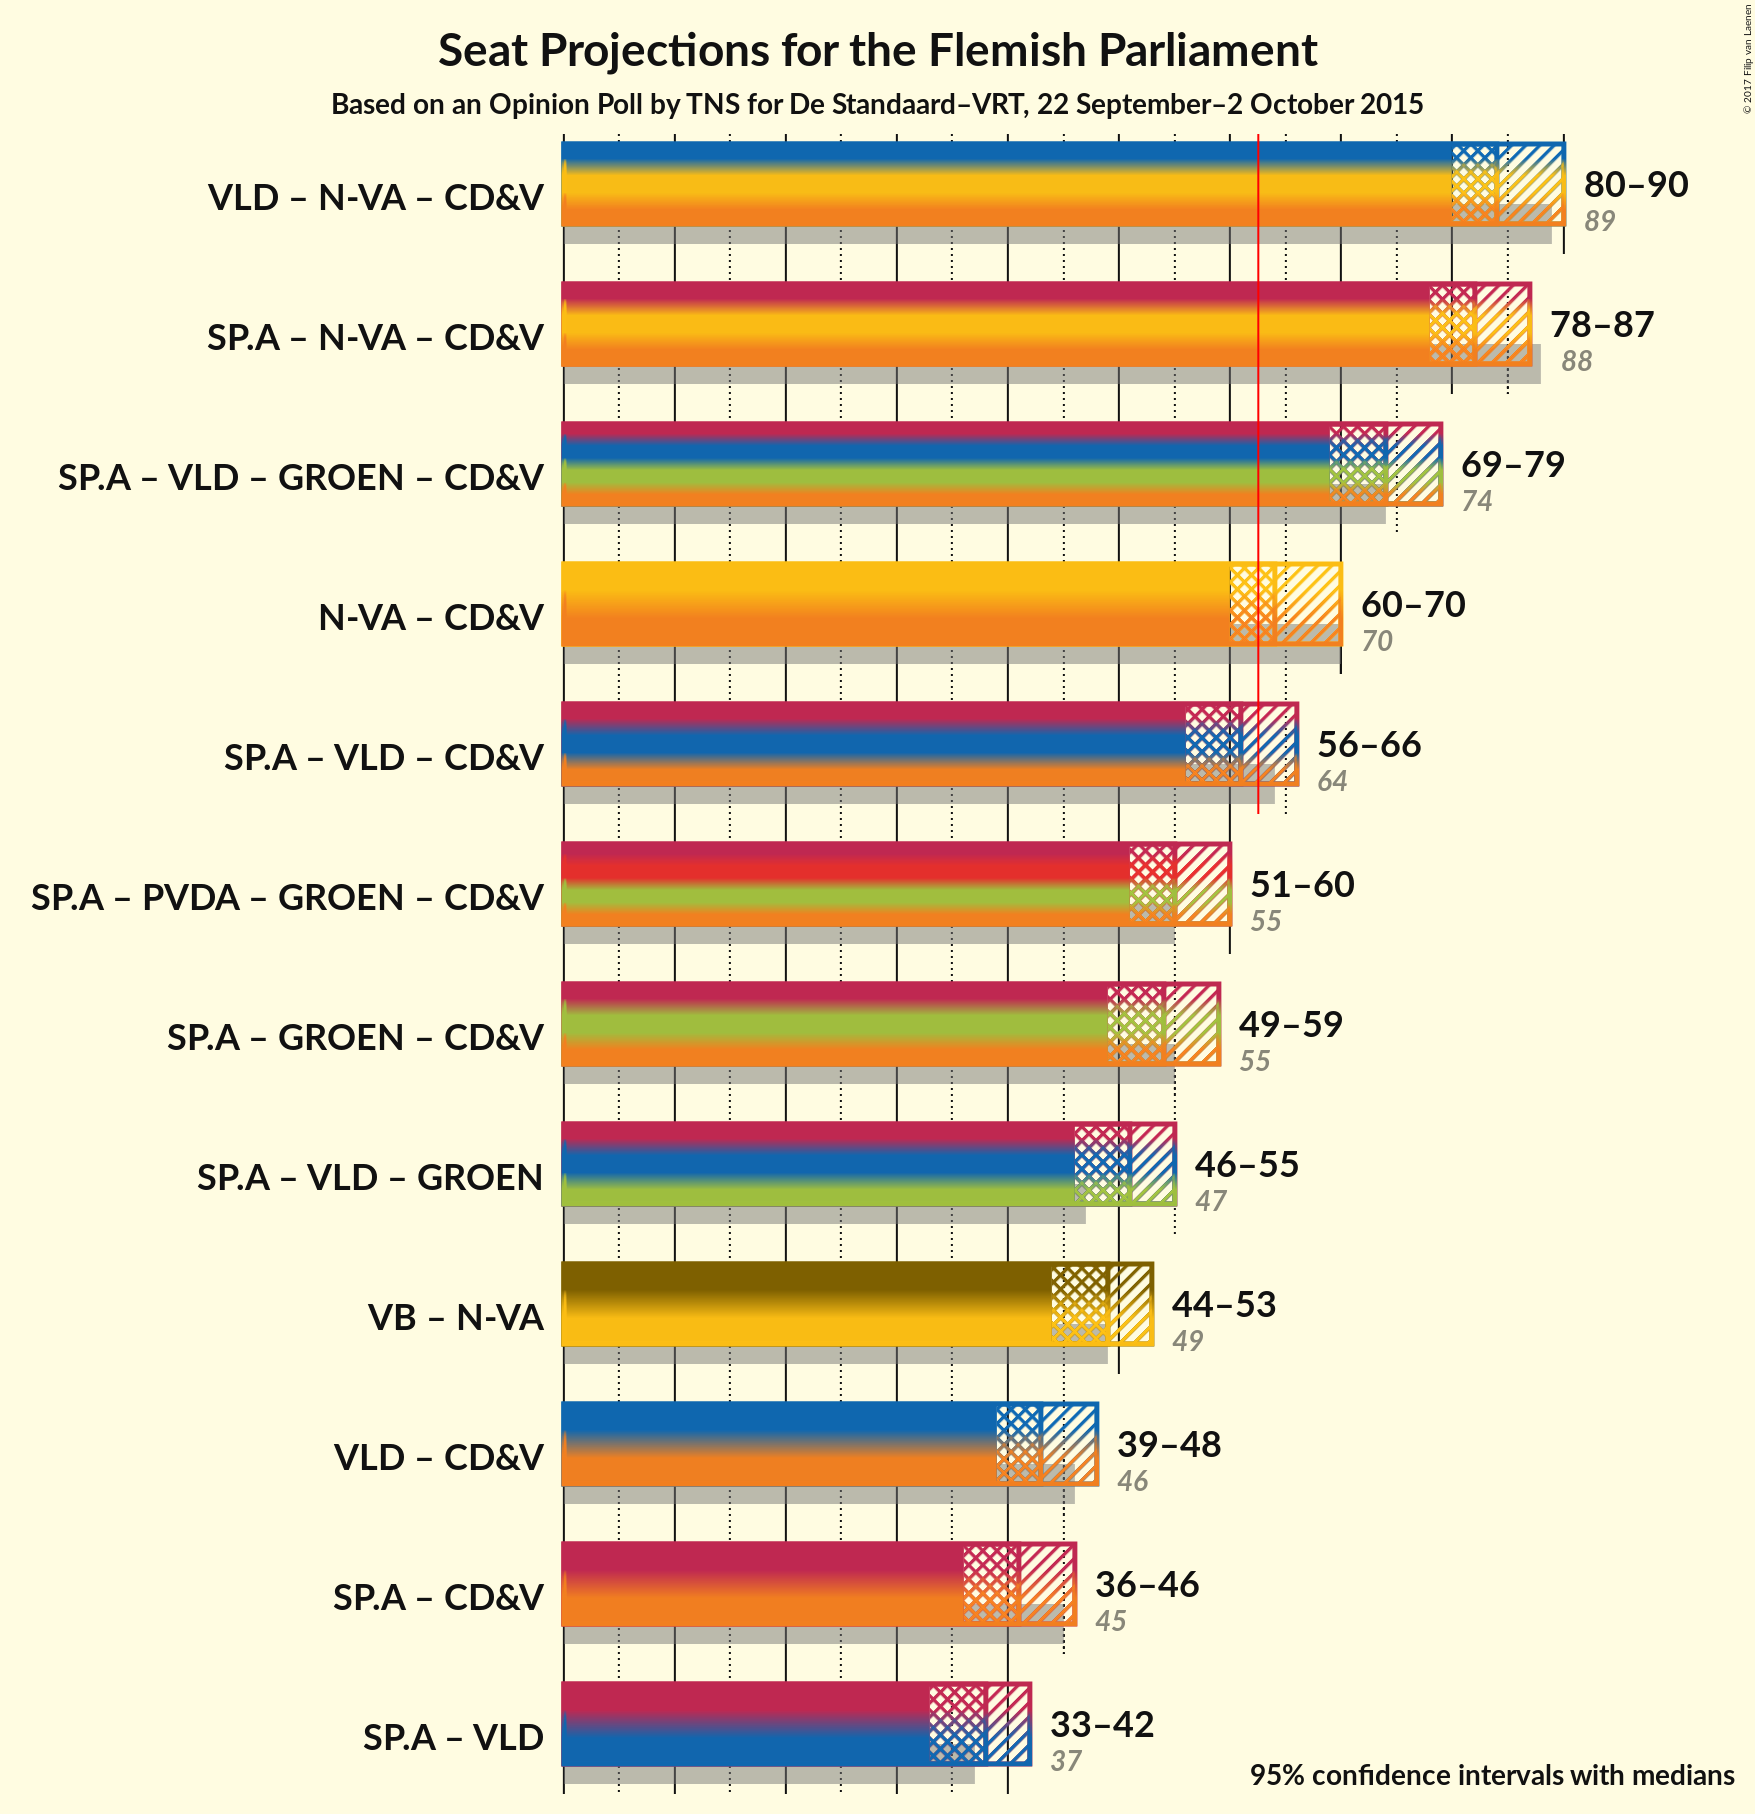 Seat Projections for the Flemish Parliament
Based on an Opinion Poll by TNS for De Standaard–VRT, 22 September–2 October 2015
© 2017 Filip van Laenen
VLD – N-VA – CD&V
80–90
89
SP.A – N-VA – CD&V
78–87
88
SP.A – VLD – GROEN – CD&V
69–79
74
N-VA – CD&V
60–70
70
SP.A – VLD – CD&V
56–66
64
SP.A – PVDA – GROEN – CD&V
51–60
55
SP.A – GROEN – CD&V
49–59
55
SP.A – VLD – GROEN
46–55
47
VB – N-VA
44–53
49
VLD – CD&V
39–48
46
SP.A – CD&V
36–46
45
SP.A – VLD
33–42
37
95% confidence intervals with medians